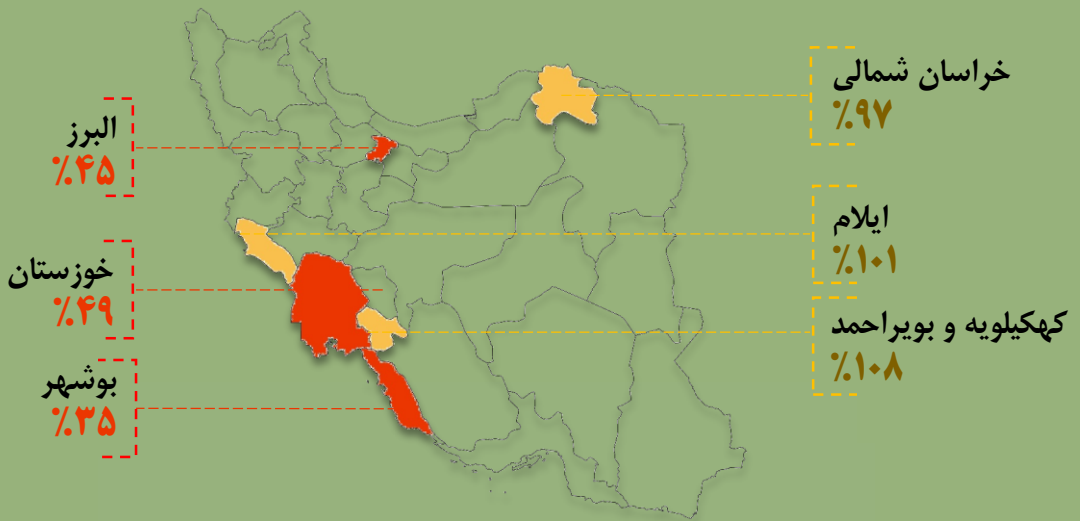 خراسان شمالی
٪۹۷
ایلام
٪۱۰۱
کهکیلویه و بویراحمد
٪۱۰۸
البرز
٪۴۵
خوزستان
٪۴۹
بوشهر
٪۳۵